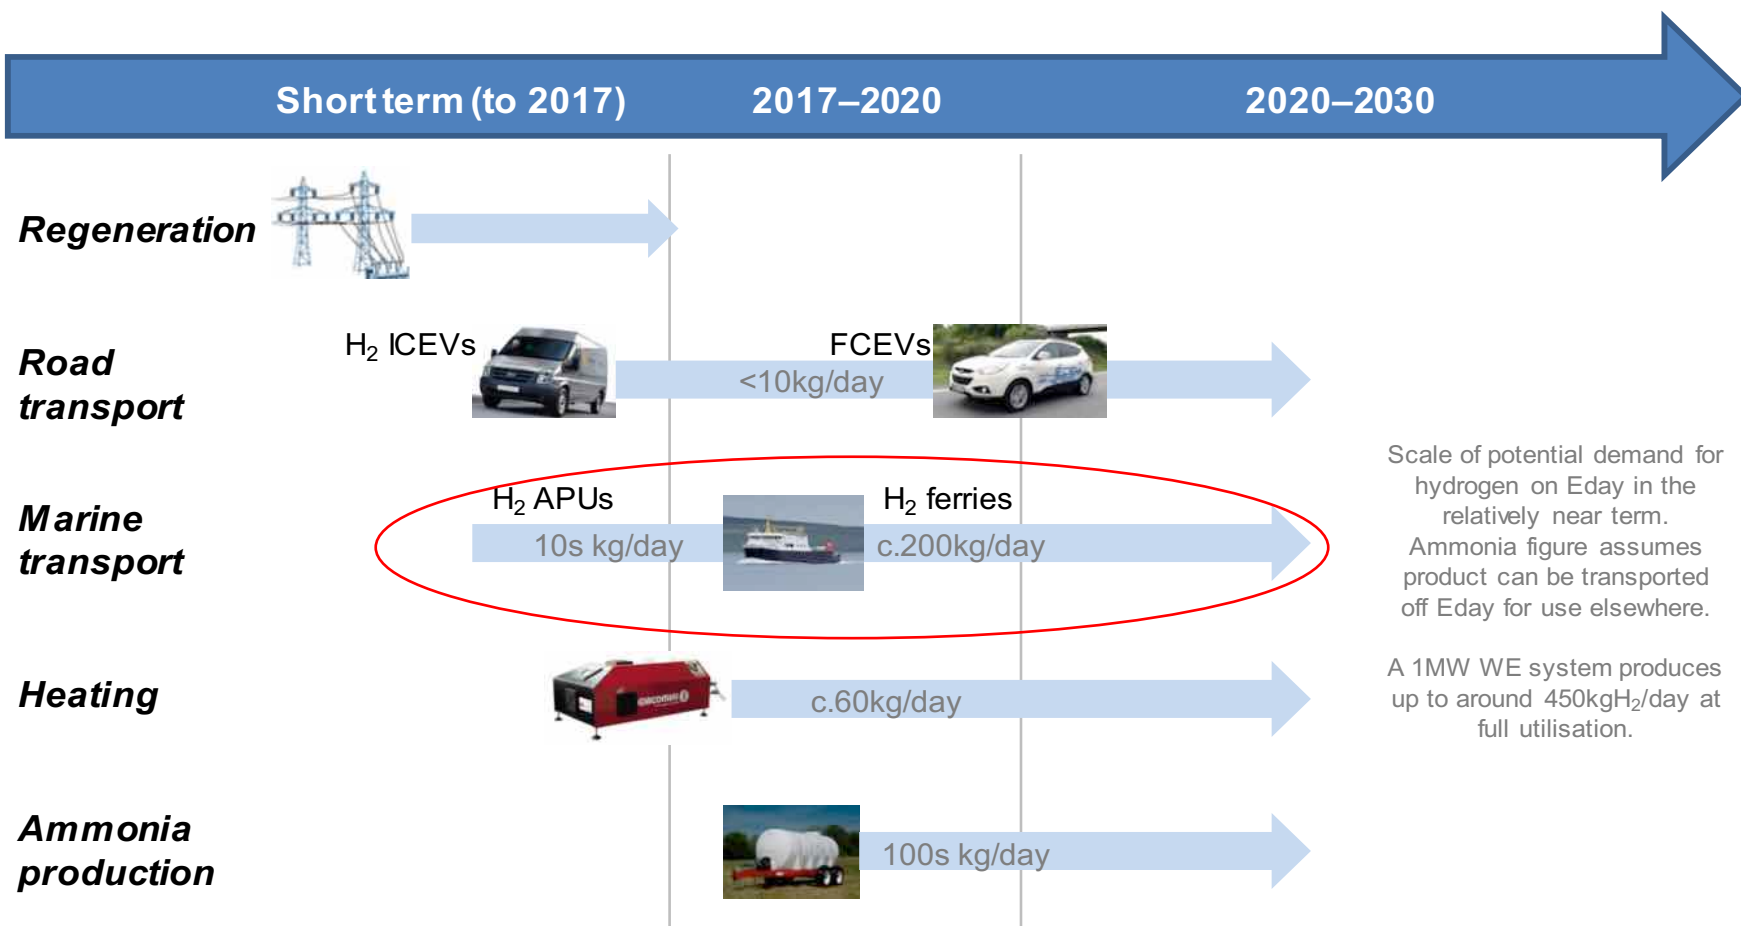 Short term (to 2017)
2017–2020
2020–2030
Regeneration
Road
transport
H₂ ICEVs
FCEVs
<10kg/day
Marine
transport
H₂ APUs
H₂ ferries
10s kg/day
c.200kg/day
Heating
c.60kg/day
Ammonia
production
100s kg/day
Scale of potential demand for
hydrogen on Eday in the
relatively near term.
Ammonia figure assumes
product can be transported
off Eday for use elsewhere.
A 1MW WE system produces
up to around 450kgH₂/day at
full utilisation.